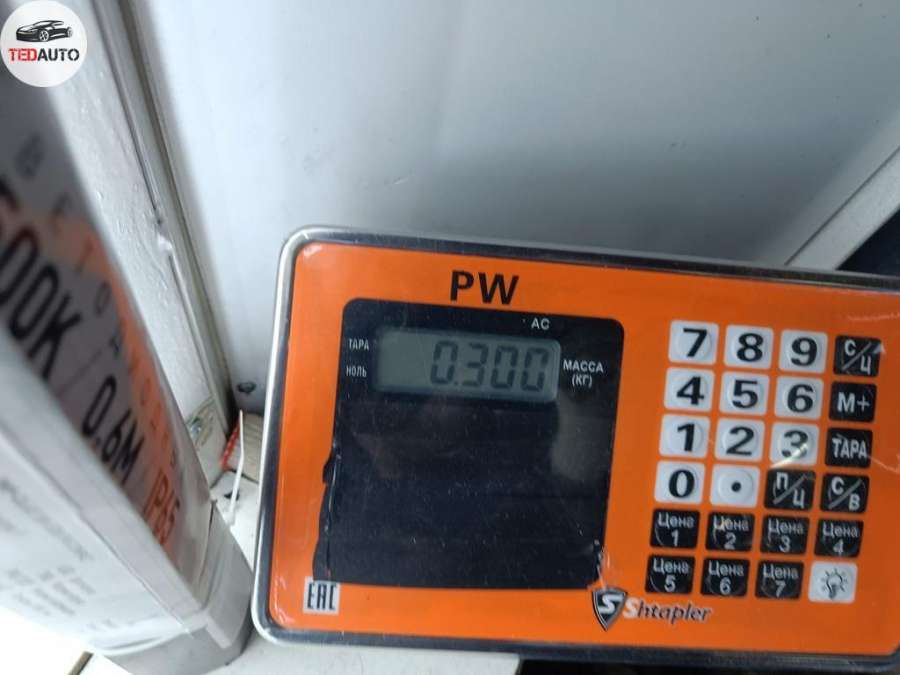 TEDAUTO
500K / 0.6M / IP65
PW
AC
ТАРА
НОЛЬ
0.300
МАССА
(КГ)
7 8 9 С/Ц
4 5 6 М+
1 2 3 ТАРА
0 . П/Ц С/В
Цена 1 Цена 2 Цена 3 Цена 4
Цена 5 Цена 6 Цена 7
EAC
S Shtapler